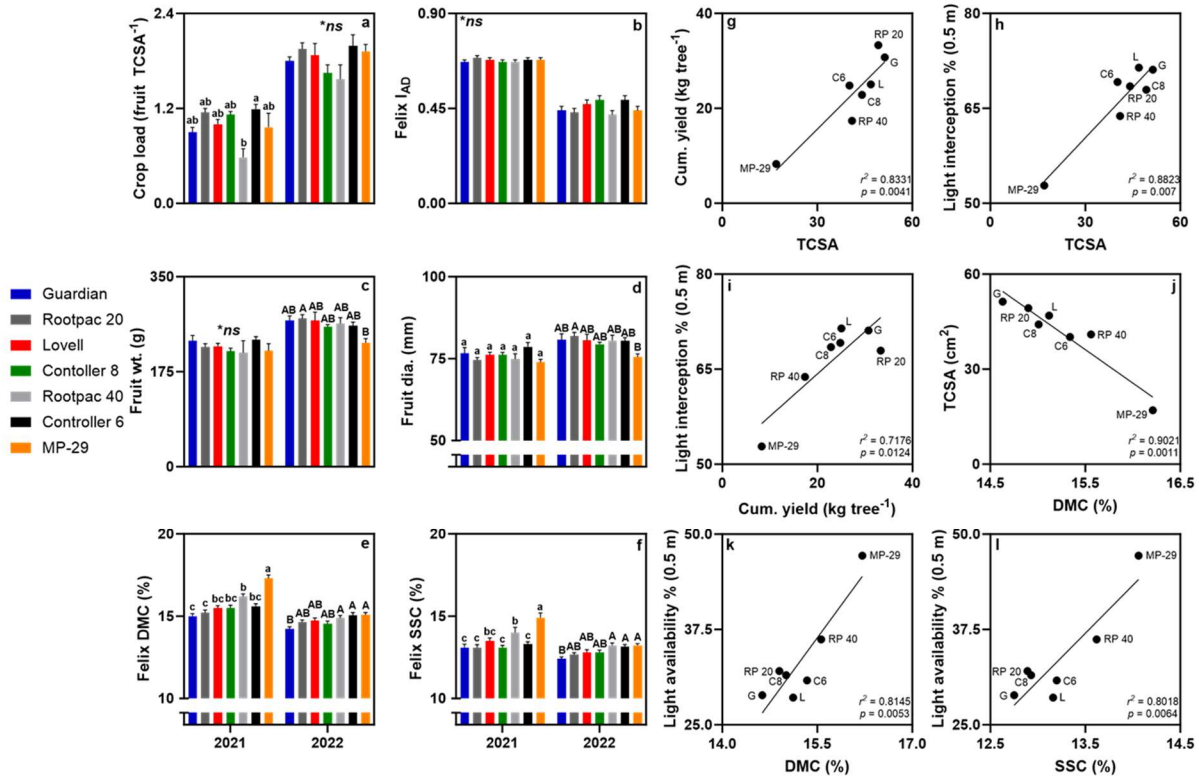 Guardian
Rootpac 20
Lovell
Contoller 8
Rootpac 40
Controller 6
MP-29
Crop load (fruit TCSA-1)
2.4
1.2
0.0
*ns
a
ab
ab
ab
ab
b
a
ab
Felix IAD
0.90
0.45
0.00
*ns
b
Cum. yield (kg tree-1)
40
20
0
g
RP 20
G
C6
L
C8
RP 40
MP-29
r2 = 0.8331
p = 0.0041
0
30
60
TCSA
Light interception % (0.5 m)
80
65
50
h
L
G
C6
C8
RP 20
RP 40
MP-29
r2 = 0.8823
p = 0.007
0
30
60
TCSA
Fruit wt. (g)
350
175
0
*ns
c
AB
A
AB
AB
AB
AB
B
Fruit dia. (mm)
100
75
50
d
a
a
a
a
a
a
a
AB
A
AB
AB
AB
AB
B
Light interception % (0.5 m)
80
65
50
i
L
G
C6
C8
RP 20
RP 40
MP-29
r2 = 0.7176
p = 0.0124
0
20
40
Cum. yield (kg tree-1)
TCSA (cm2)
60
30
0
j
G
RP 20
L
C8
C6
RP 40
MP-29
r2 = 0.9021
p = 0.0011
14.5
15.5
16.5
DMC (%)
Felix DMC (%)
20
15
10
e
c
c
bc
bc
b
bc
a
B
AB
AB
AB
A
A
A
2021
2022
Felix SSC (%)
20
15
10
f
c
c
bc
c
b
c
a
B
AB
AB
AB
A
A
A
2021
2022
Light availability % (0.5 m)
50.0
37.5
25.0
k
MP-29
RP 40
RP 20
C8
C6
G
L
r2 = 0.8145
p = 0.0053
14.0
15.5
17.0
DMC (%)
Light availability % (0.5 m)
50.0
37.5
25.0
l
MP-29
RP 40
RP 20
C8
C6
G
L
r2 = 0.8018
p = 0.0064
12.5
13.5
14.5
SSC (%)